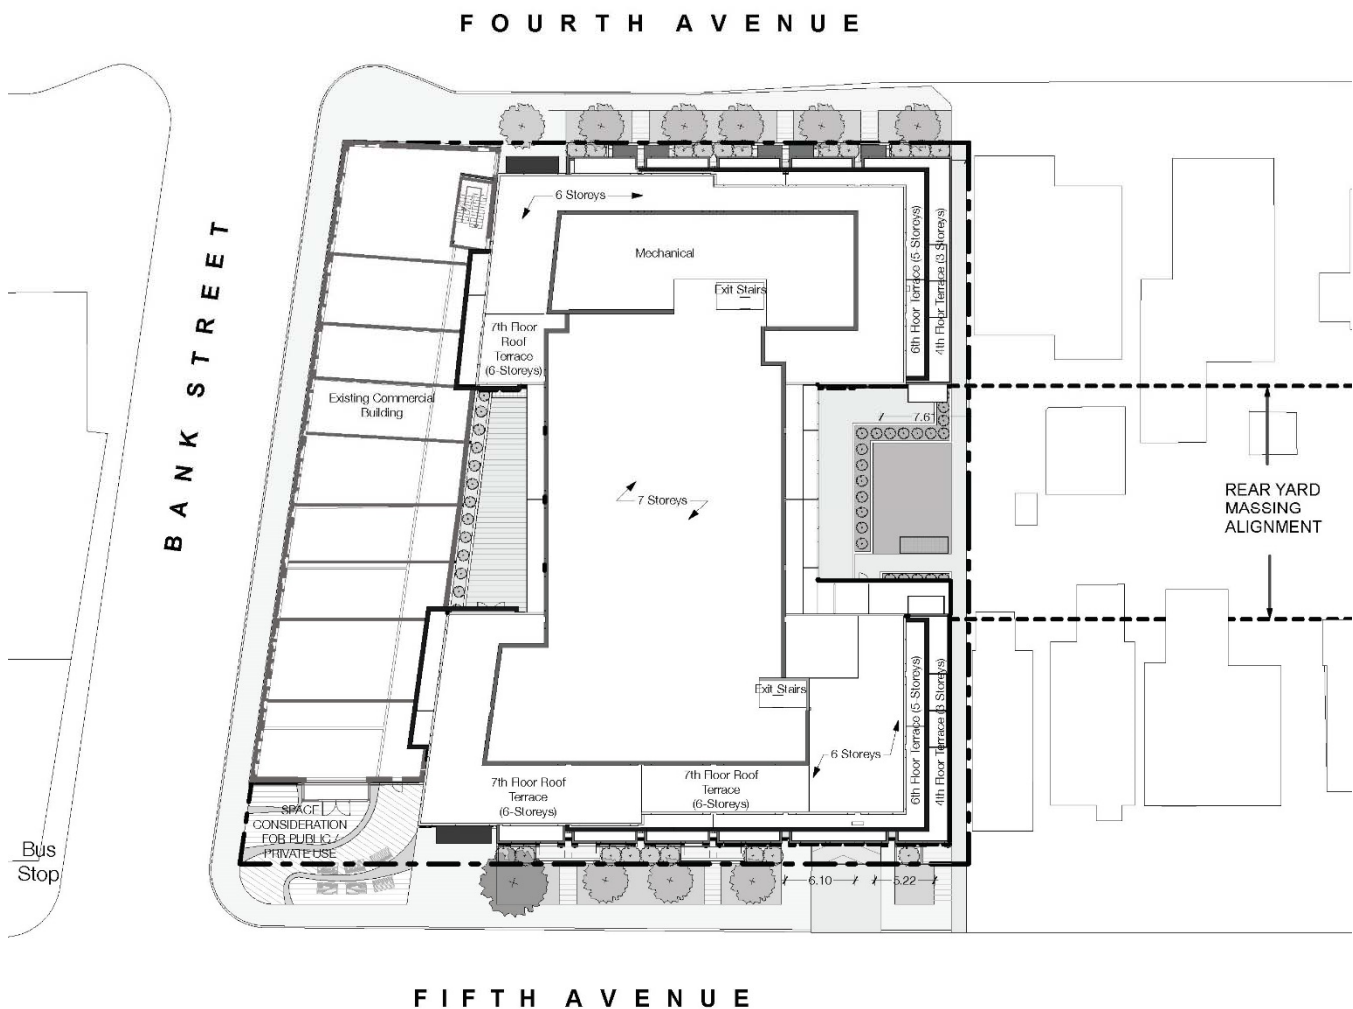 FOURTH AVENUE
BANK STREET
6 Storeys
Mechanical
Exit Stairs
6th Floor Terrace (5-Storeys)
4th Floor Terrace (3 Storeys)
7th Floor
Roof
Terrace
(6-Storeys)
Existing Commercial
Building
7.61
7 Storeys
REAR YARD
MASSING
ALIGNMENT
Exit Stairs
6th Floor Terrace (5-Storeys)
4th Floor Terrace (3 Storeys)
6 Storeys
7th Floor Roof
Terrace
(6-Storeys)
7th Floor Roof
Terrace
(6-Storeys)
SPACE
CONSIDERATION
FOR PUBLIC /
PRIVATE USE
Bus
Stop
6.10
5.22
FIFTH AVENUE